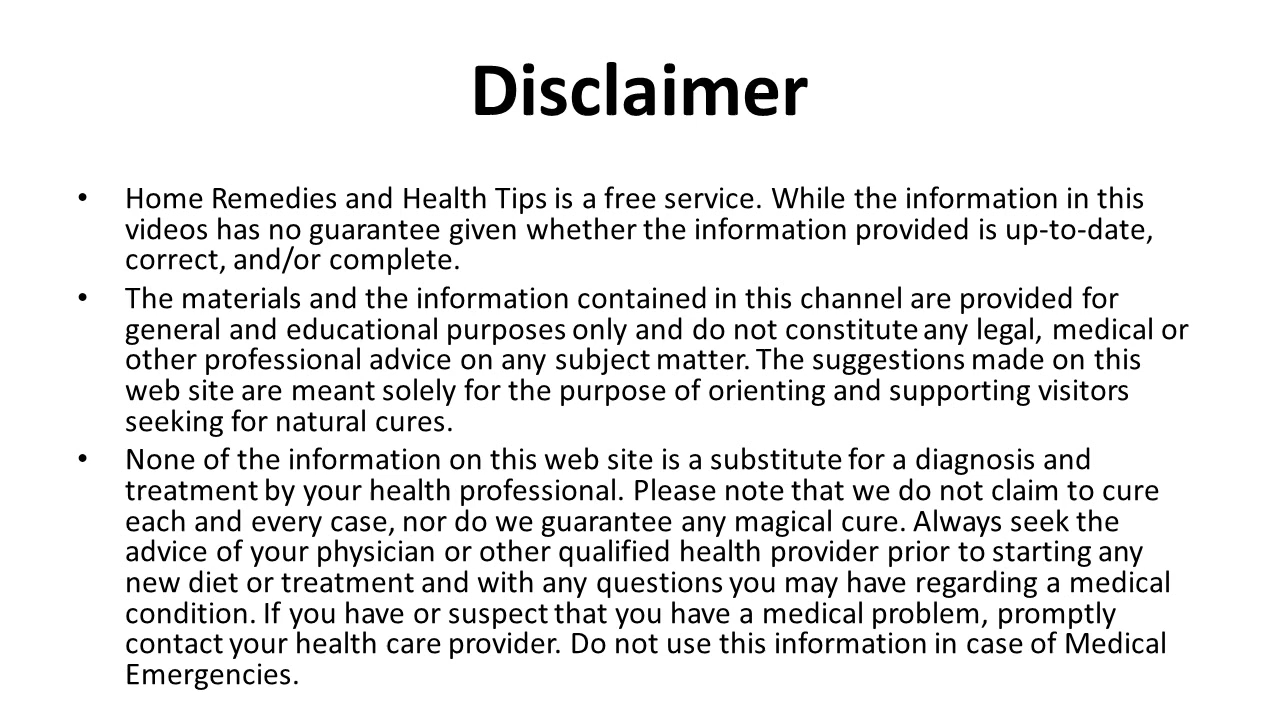 Disclaimer
• Home Remedies and Health Tips is a free service. While the information in this
videos has no guarantee given whether the information provided is up-to-date,
correct, and/or complete.
• The materials and the information contained in this channel are provided for
general and educational purposes only and do not constitute any legal, medical or
other professional advice on any subject matter. The suggestions made on this
web site are meant solely for the purpose of orienting and supporting visitors
seeking for natural cures.
• None of the information on this web site is a substitute for a diagnosis and
treatment by your health professional. Please note that we do not claim to cure
each and every case, nor do we guarantee any magical cure. Always seek the
advice of your physician or other qualified health provider prior to starting any
new diet or treatment and with any questions you may have regarding a medical
condition. If you have or suspect that you have a medical problem, promptly
contact your health care provider. Do not use this information in case of Medical
Emergencies.